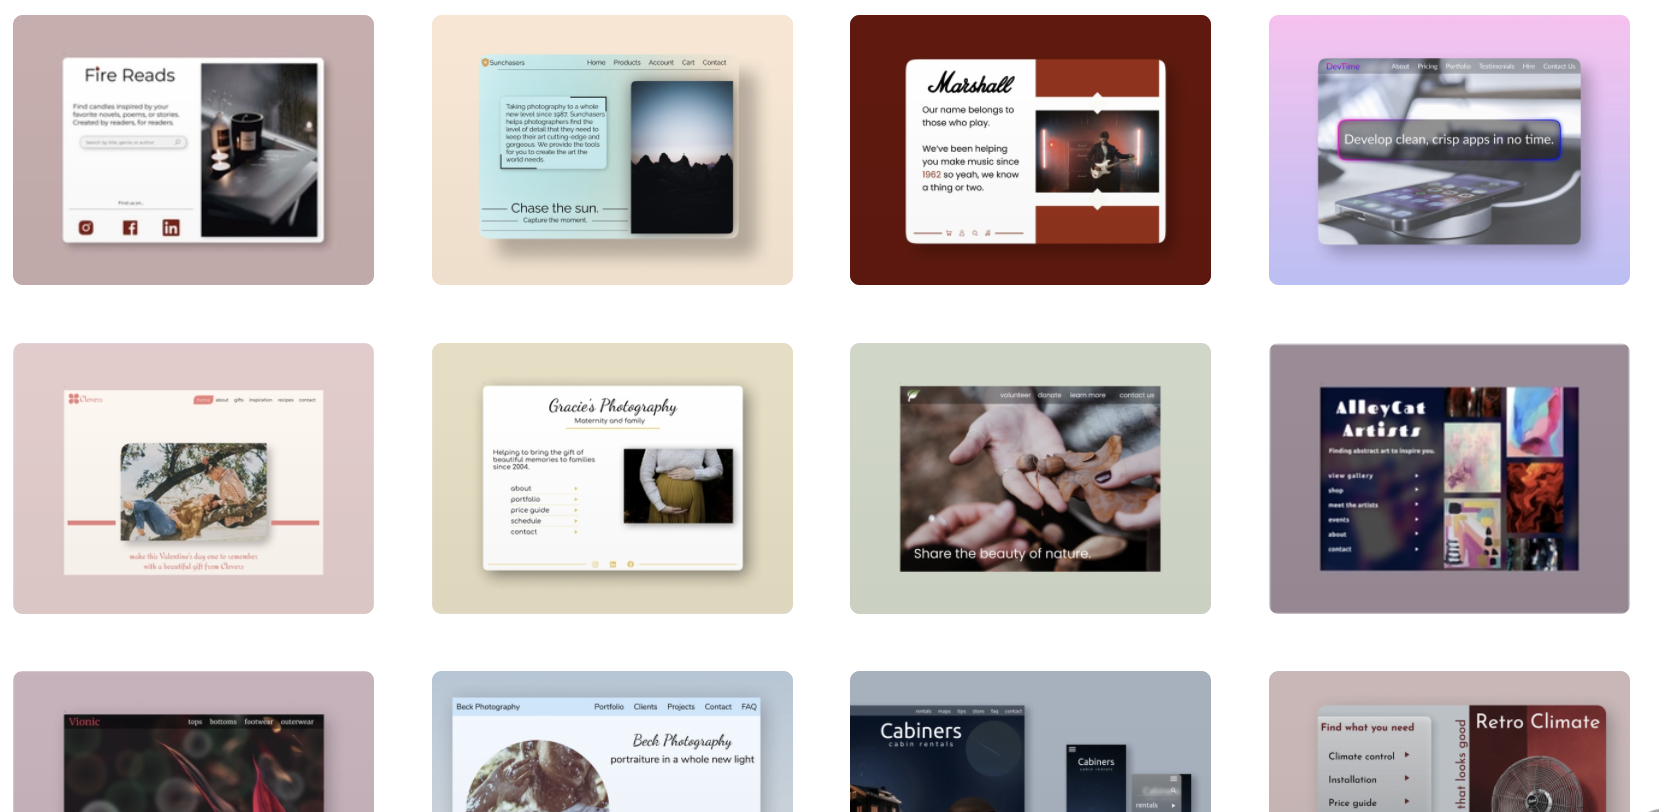 Fire Reads
Find candles inspired by your
favorite novels, poems, or stories.
Created by readers, for readers.
Search by title, genre, or author
Find us on...
Sunchasers
Home Products Account Cart Contact
Taking photography to a whole
new level since 1987. Sunchasers
helps photographers find the
level of detail that they need to
keep their art cutting-edge and
gorgeous. We provide the tools
for you to create the art the
world needs.
Chase the sun.
Capture the moment.
Marshall
Our name belongs to
those who play.
We've been helping
you make music since
1962 so yeah, we know
a thing or two.
DevTime
About Pricing Portfolio Testimonials Hire Contact Us
Develop clean, crisp apps in no time.
Clovers
home about gifts inspiration recipes contact
make this Valentine's day one to remember
with a beautiful gift from Clovers
Gracie's Photography
Maternity and family
Helping to bring the gift of
beautiful memories to families
since 2004.
about
portfolio
price guide
schedule
contact
volunteer donate learn more contact us
Share the beauty of nature.
AlleyCat
Artists
Finding abstract art to inspire you.
view gallery
shop
meet the artists
events
about
contact
Vionic
tops bottoms footwear outerwear
Beck Photography
Portfolio Clients Projects Contact FAQ
Beck Photography
portraiture in a whole new light
rentals maps tips store faq contact
Cabiners
cabin rentals
Cabiners
cabin rentals
rentals
Find what you need
Climate control
Installation
Price guide
that looks good
Retro Climate